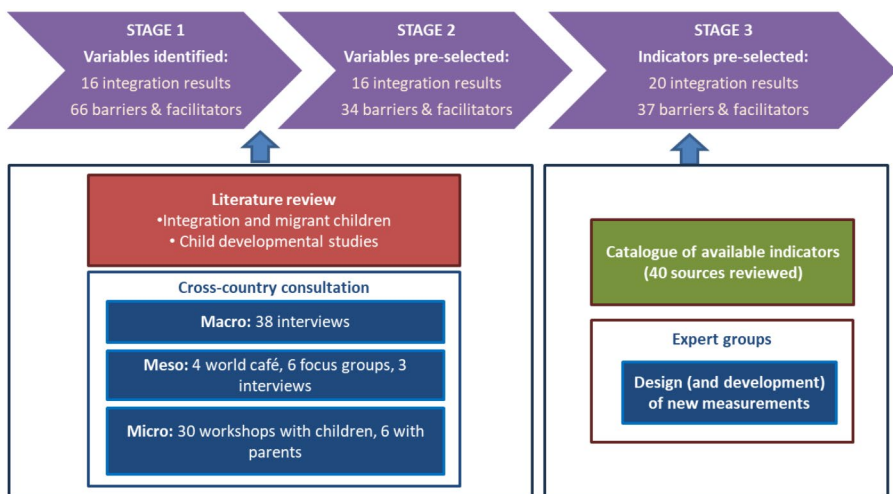 STAGE 1
Variables identified:
16 integration results
66 barriers & facilitators
STAGE 2
Variables pre-selected:
16 integration results
34 barriers & facilitators
STAGE 3
Indicators pre-selected:
20 integration results
37 barriers & facilitators
Literature review
•Integration and migrant children
• Child developmental studies
Cross-country consultation
Macro: 38 interviews
Meso: 4 world café, 6 focus groups, 3
interviews
Micro: 30 workshops with children, 6 with
parents
Catalogue of available indicators
(40 sources reviewed)
Expert groups
Design (and development)
of new measurements